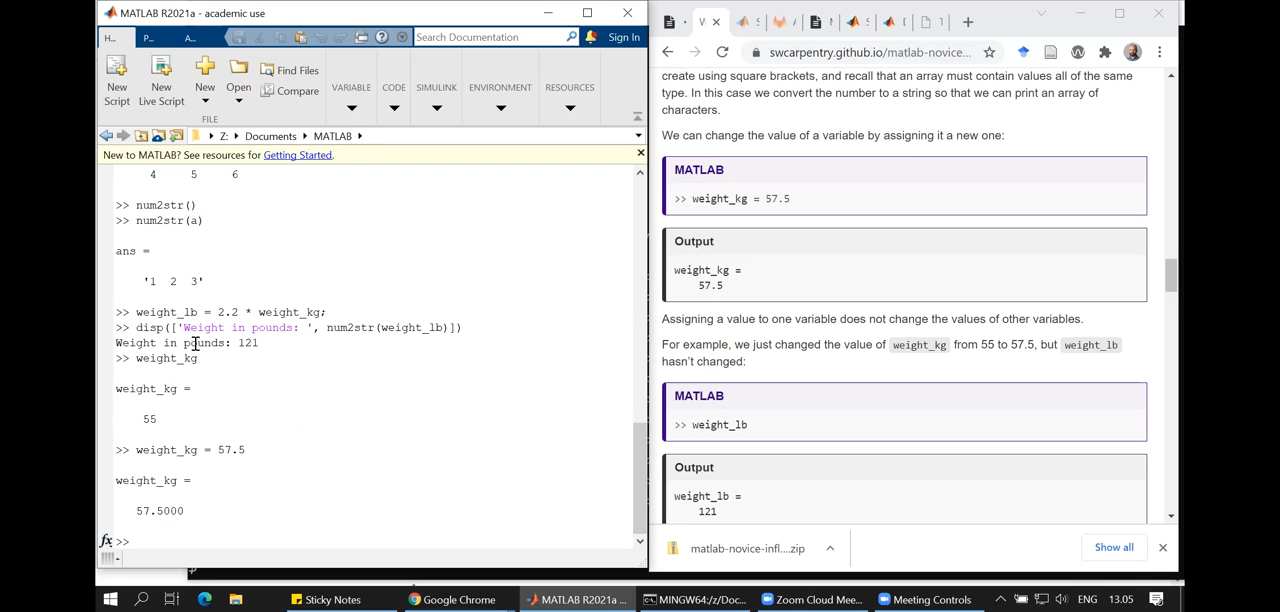 MATLAB R2021a - academic use
H...
P...
A...
Search Documentation
Sign In
New Script
New Live Script
New
Open
Find Files
Compare
VARIABLE
CODE
SIMULINK
ENVIRONMENT
RESOURCES
FILE
Z: Documents MATLAB
New to MATLAB? See resources for Getting Started.
4 5 6
>> num2str()
>> num2str(a)
ans =
'1 2 3'
>> weight_lb = 2.2 * weight_kg;
>> disp(['Weight in pounds: ', num2str(weight_lb)])
Weight in pounds: 121
>> weight_kg
weight_kg =
55
>> weight_kg = 57.5
weight_kg =
57.5000
fx >>
swcarpentry.github.io/matlab-novice...
create using square brackets, and recall that an array must contain values all of the same
type. In this case we convert the number to a string so that we can print an array of
characters.
We can change the value of a variable by assigning it a new one:
MATLAB
>> weight_kg = 57.5
Output
weight_kg =
57.5
Assigning a value to one variable does not change the values of other variables.
For example, we just changed the value of weight_kg from 55 to 57.5, but weight_lb
hasn't changed:
MATLAB
>> weight_lb
Output
weight_lb =
121
matlab-novice-infl....zip
Show all
Sticky Notes
Google Chrome
MATLAB R2021a ...
MINGW64:/z/Doc...
Zoom Cloud Mee...
Meeting Controls
ENG
13.05